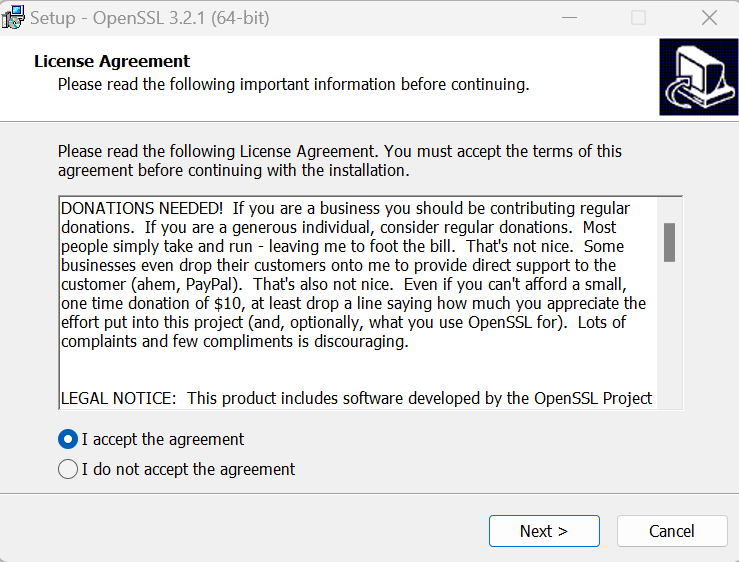 Setup - OpenSSL 3.2.1 (64-bit)
License Agreement
Please read the following important information before continuing.
Please read the following License Agreement. You must accept the terms of this
agreement before continuing with the installation.
DONATIONS NEEDED!  If you are a business you should be contributing regular
donations.  If you are a generous individual, consider regular donations.  Most
people simply take and run - leaving me to foot the bill.  That's not nice.  Some
businesses even drop their customers onto me to provide direct support to the
customer (ahem, PayPal).  That's also not nice.  Even if you can't afford a small,
one time donation of $10, at least drop a line saying how much you appreciate the
effort put into this project (and, optionally, what you use OpenSSL for).  Lots of
complaints and few compliments is discouraging.
LEGAL NOTICE:  This product includes software developed by the OpenSSL Project
I accept the agreement
I do not accept the agreement
Next >
Cancel